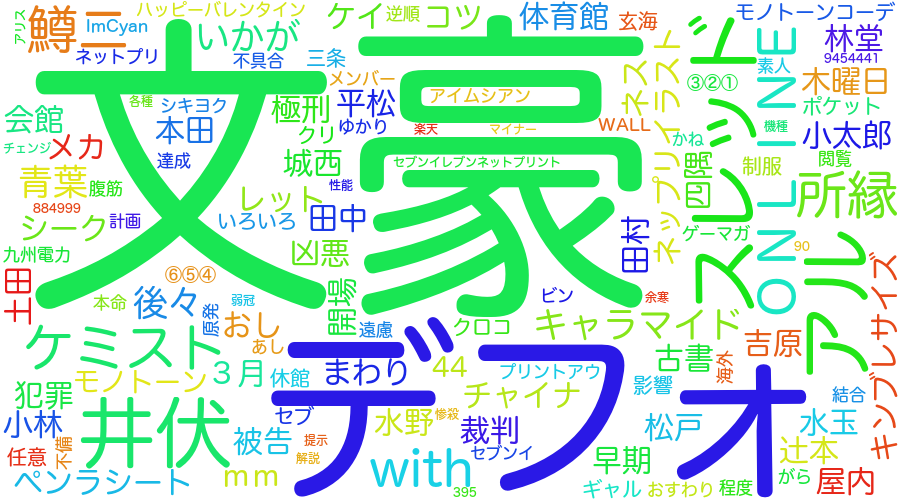 文豪
デフォ
鱒二
ImCyan
ハッピーバレンタイン
アリス
いかが
ケイ
逆順
コツ
体育館
玄海
モノトーンコーデ
ネットプリ
不具合
三条
メンバー
林堂
9454441
素人
ONLINE
スレッド
ネスト
③②①
木曜日
ポケット
各種
シキヨク
極刑
平松
アイムシアン
会館
本田
クリ
ゆかり
楽天
マイナー
WALL
ネップリ
イラスト
かね
機種
小太郎
チェンジ
メカ
達成
城西
セブンイレブンネットプリント
四隅
制服
閲覧
青葉
腹筋
レット
性能
所縁
884999
シーク
計画
いろいろ
田中
田村
ゲーマガ
九州電力
凶悪
90
土田
⑥⑤④
本命
後々
弱冠
開場
ビン
余寒
アル
キンブレサイズ
原発
おし
遠慮
クロコ
キャラマイド
ケミスト
あし
吉原
3月
休館
まわり
44
プリントアウ
古書
海外
モノトーン
犯罪
井伏
セブ
チャイナ
影響
結合
小林
被告
水野
惨殺
裁判
松戸
水玉
不備
提示
任意
解説
with
セブンイ
早期
辻本
ペンラシート
mm
395
ギャル
おすわり
程度
がら
屋内